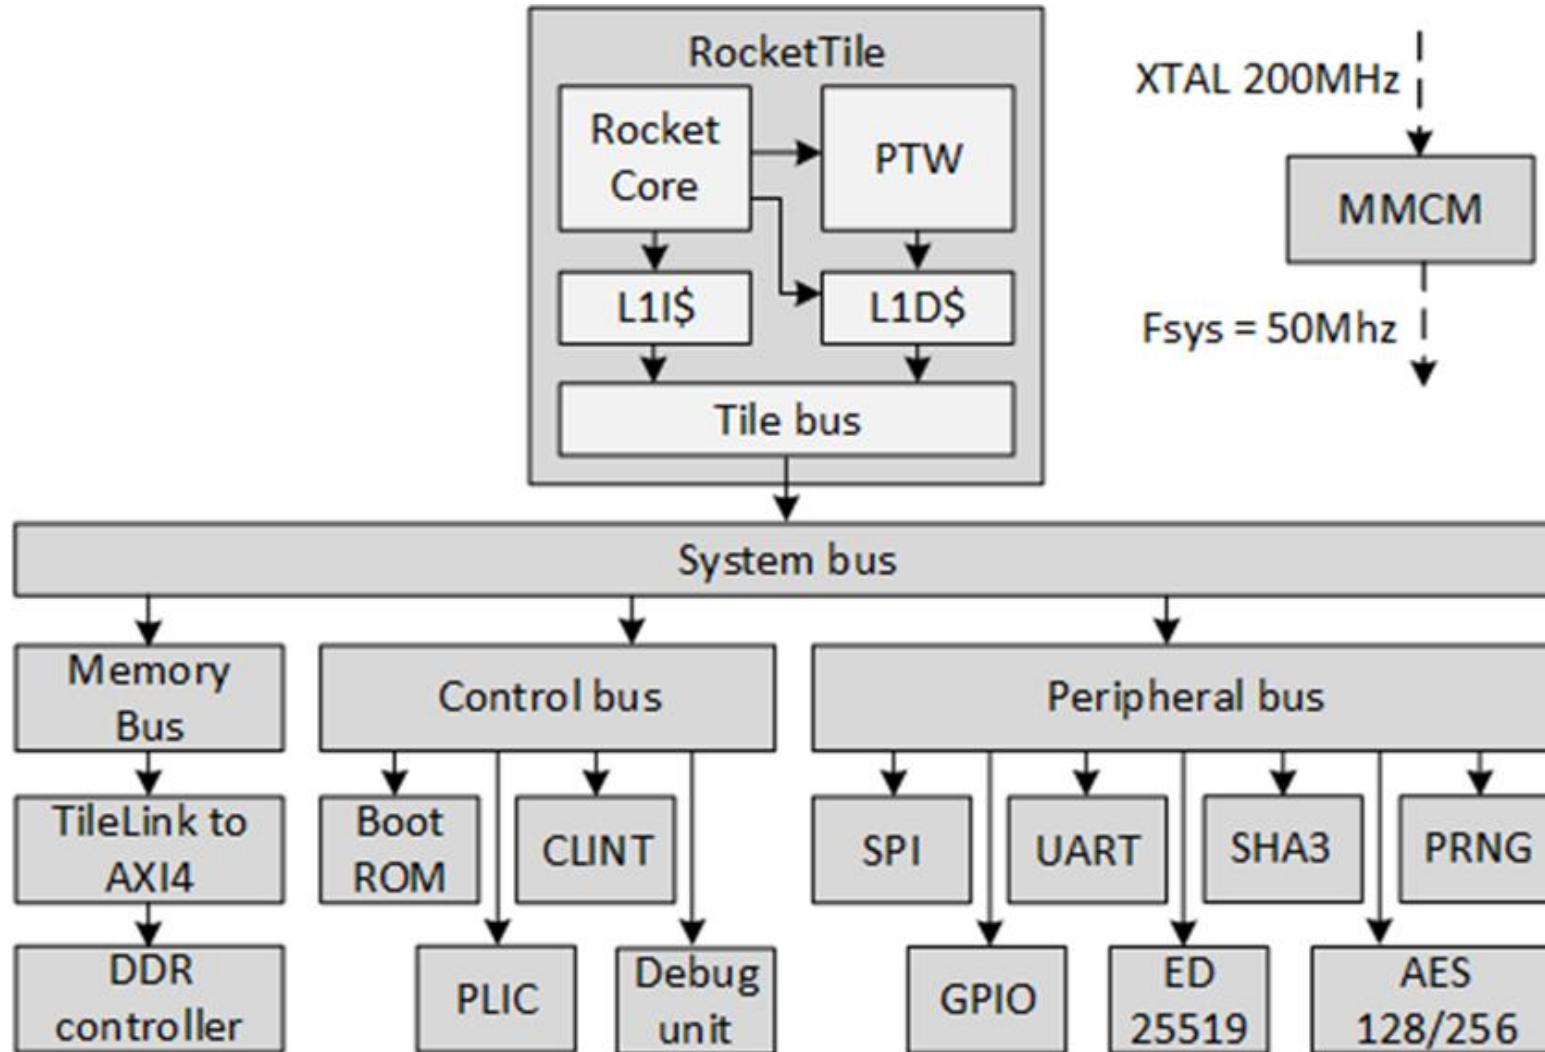 RocketTile
Rocket
Core
PTW
L1I$
L1D$
Tile bus
XTAL 200MHz
MMCM
Fsys = 50Mhz
System bus
Memory
Bus
Control bus
Peripheral bus
TileLink to
AXI4
Boot
ROM
CLINT
SPI
UART
SHA3
PRNG
DDR
controller
PLIC
Debug
unit
GPIO
ED
25519
AES
128/256